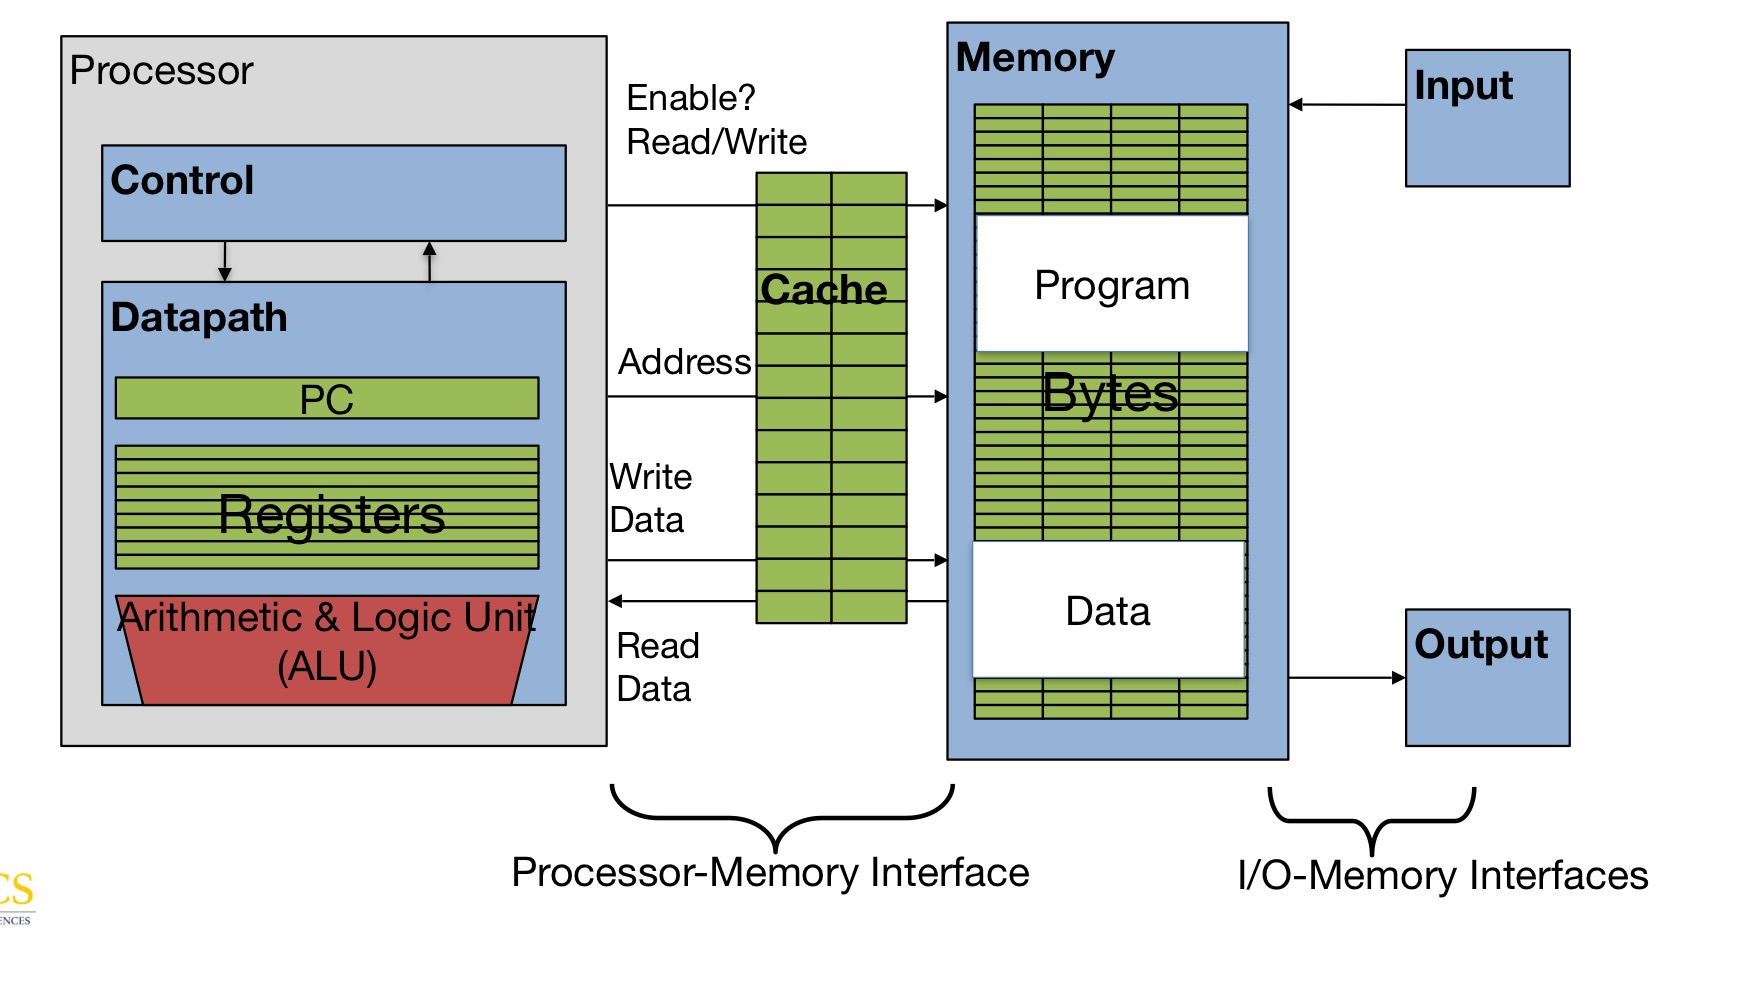 Processor
Control
Datapath
PC
Registers
Arithmetic & Logic Unit
(ALU)
Enable?
Read/Write
Cache
Address
Write
Data
Read
Data
Memory
Program
Bytes
Data
Input
Output
Processor-Memory Interface
I/O-Memory Interfaces
CS
ENCES